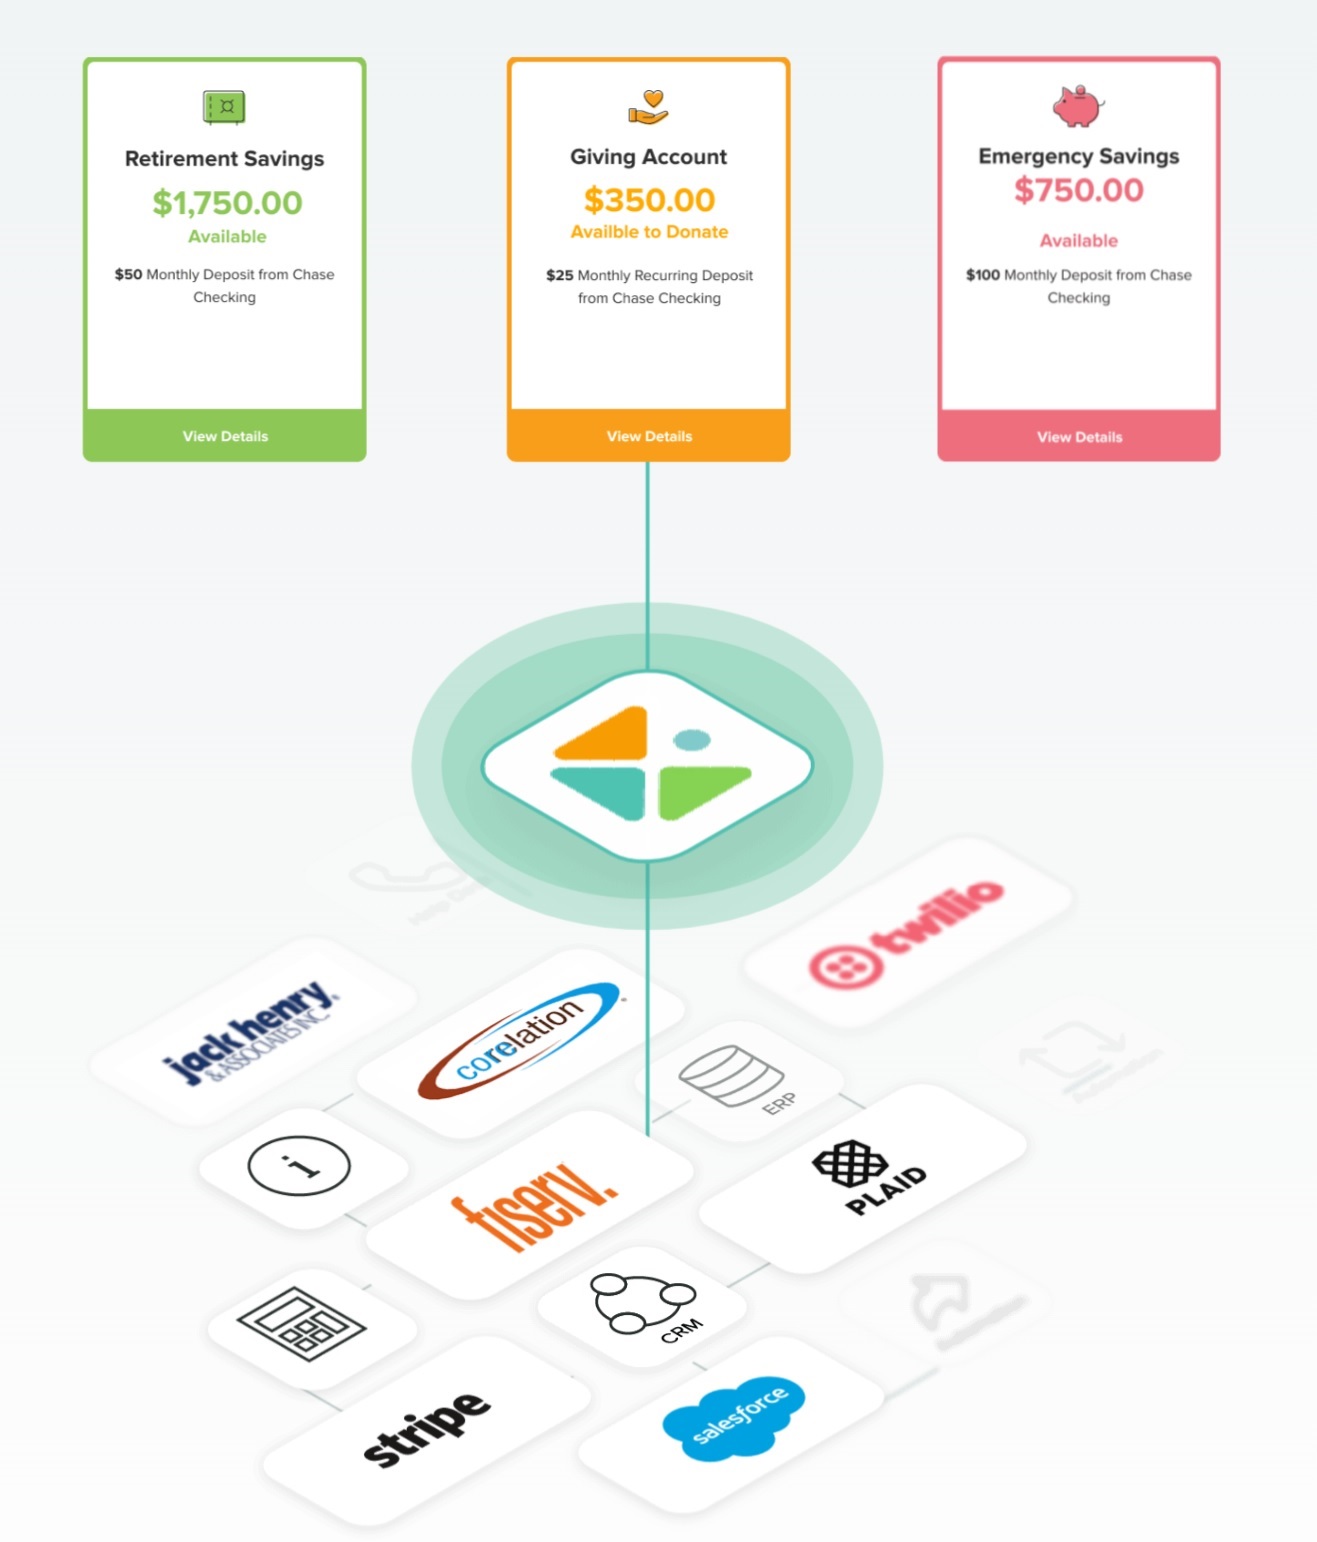 Retirement Savings
$1,750.00
Available
$50 Monthly Deposit from Chase
Checking
View Details
Giving Account
$350.00
Availble to Donate
$25 Monthly Recurring Deposit
from Chase Checking
View Details
Emergency Savings
$750.00
Available
$100 Monthly Deposit from Chase
Checking
View Details
twilio
jack henry
& ASSOCIATES INC.
corelation
ERP
i
fiserv.
PLAID
CRM
stripe
salesforce